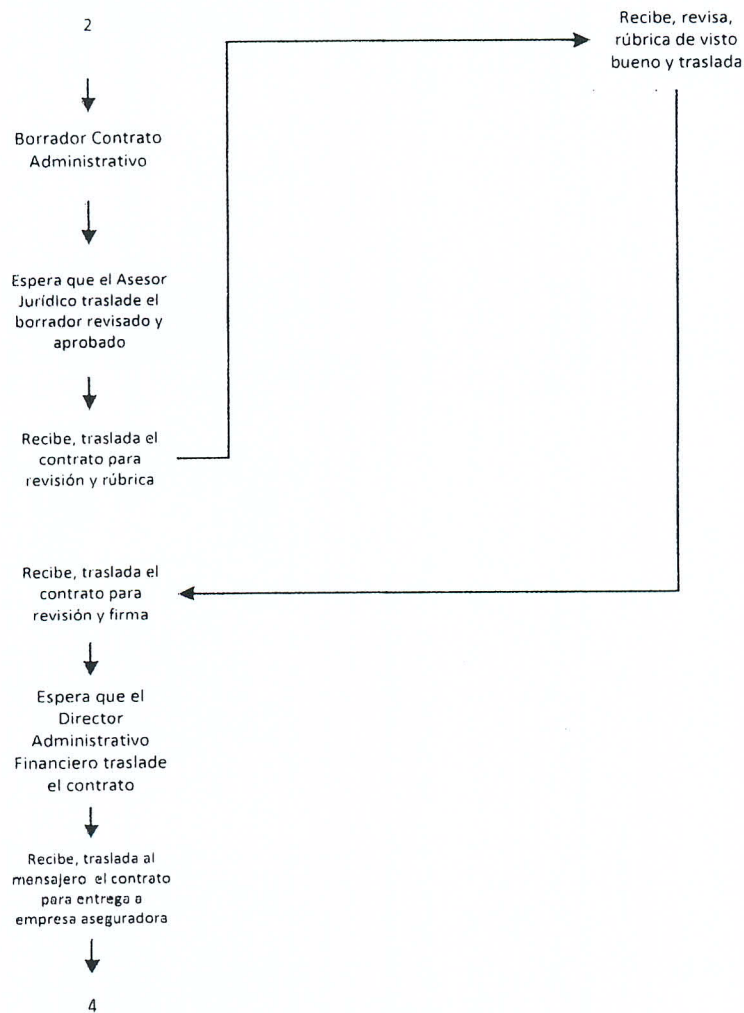 2
Recibe, revisa,
rúbrica de visto
bueno y traslada
Borrador Contrato
Administrativo
Espera que el Asesor
Jurídico traslade el
borrador revisado y
aprobado
Recibe, traslada el
contrato para
revisión y rúbrica
Recibe, traslada el
contrato para
revisión y firma
Espera que el
Director
Administrativo
Financiero traslade
el contrato
Recibe, traslada al
mensajero el contrato
para entrega a
empresa aseguradora
4